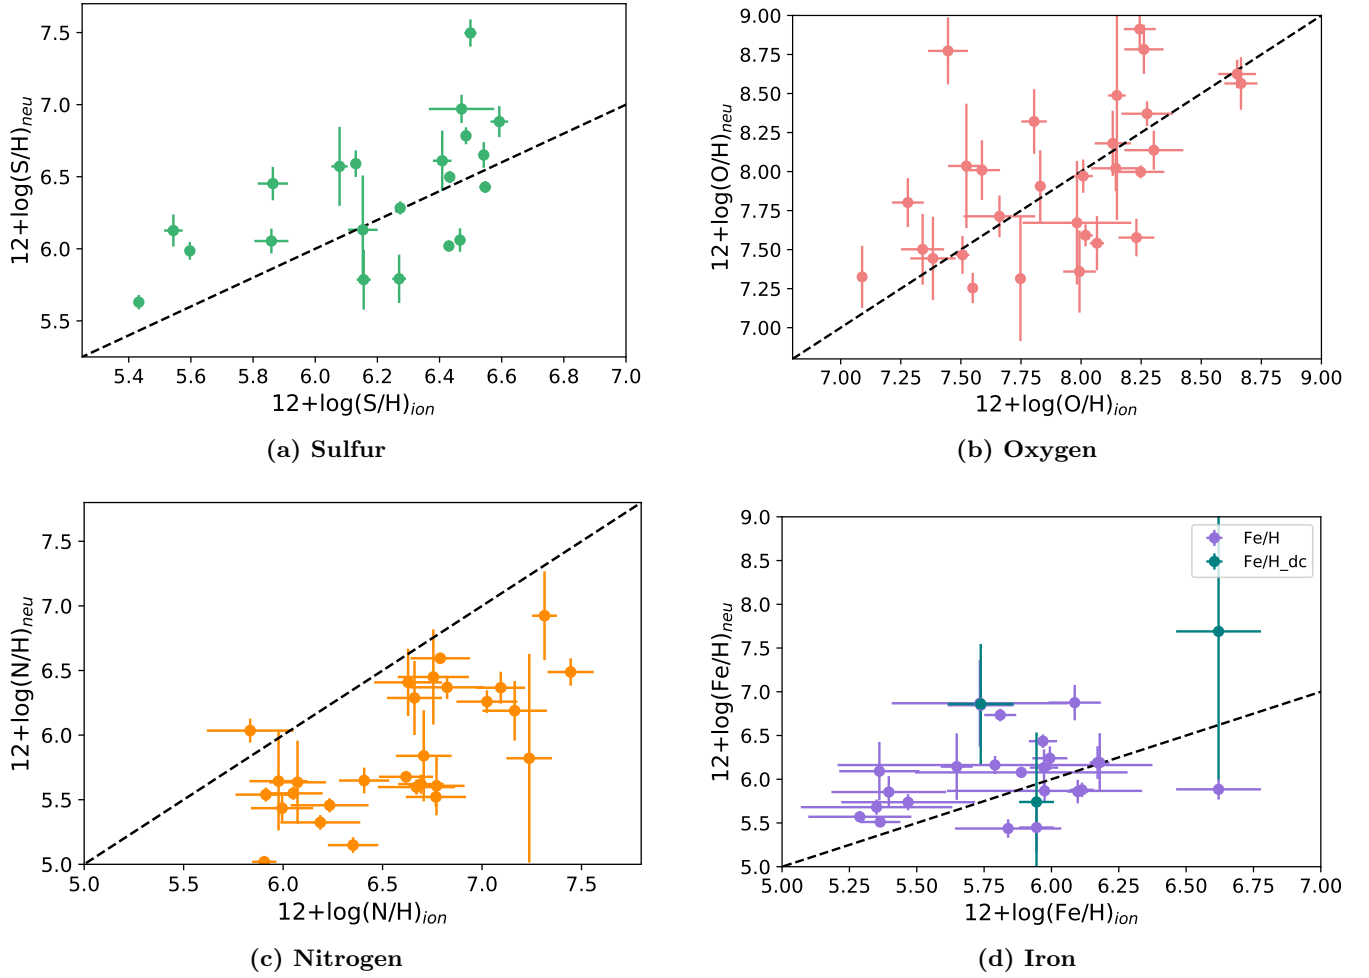 7.5
7.0
6.5
6.0
5.5
12+log(S/H)neu
5.4 5.6 5.8 6.0 6.2 6.4 6.6 6.8 7.0
12+log(S/H)ion
(a) Sulfur
9.00
8.75
8.50
8.25
8.00
7.75
7.50
7.25
7.00
12+log(O/H)neu
7.00 7.25 7.50 7.75 8.00 8.25 8.50 8.75 9.00
12+log(O/H)ion
(b) Oxygen
7.5
7.0
6.5
6.0
5.5
5.0
12+log(N/H)neu
5.0 5.5 6.0 6.5 7.0 7.5
12+log(N/H)ion
(c) Nitrogen
9.0
8.5
8.0
7.5
7.0
6.5
6.0
5.5
5.0
12+log(Fe/H)neu
Fe/H
Fe/H_dc
5.00 5.25 5.50 5.75 6.00 6.25 6.50 6.75 7.00
12+log(Fe/H)ion
(d) Iron